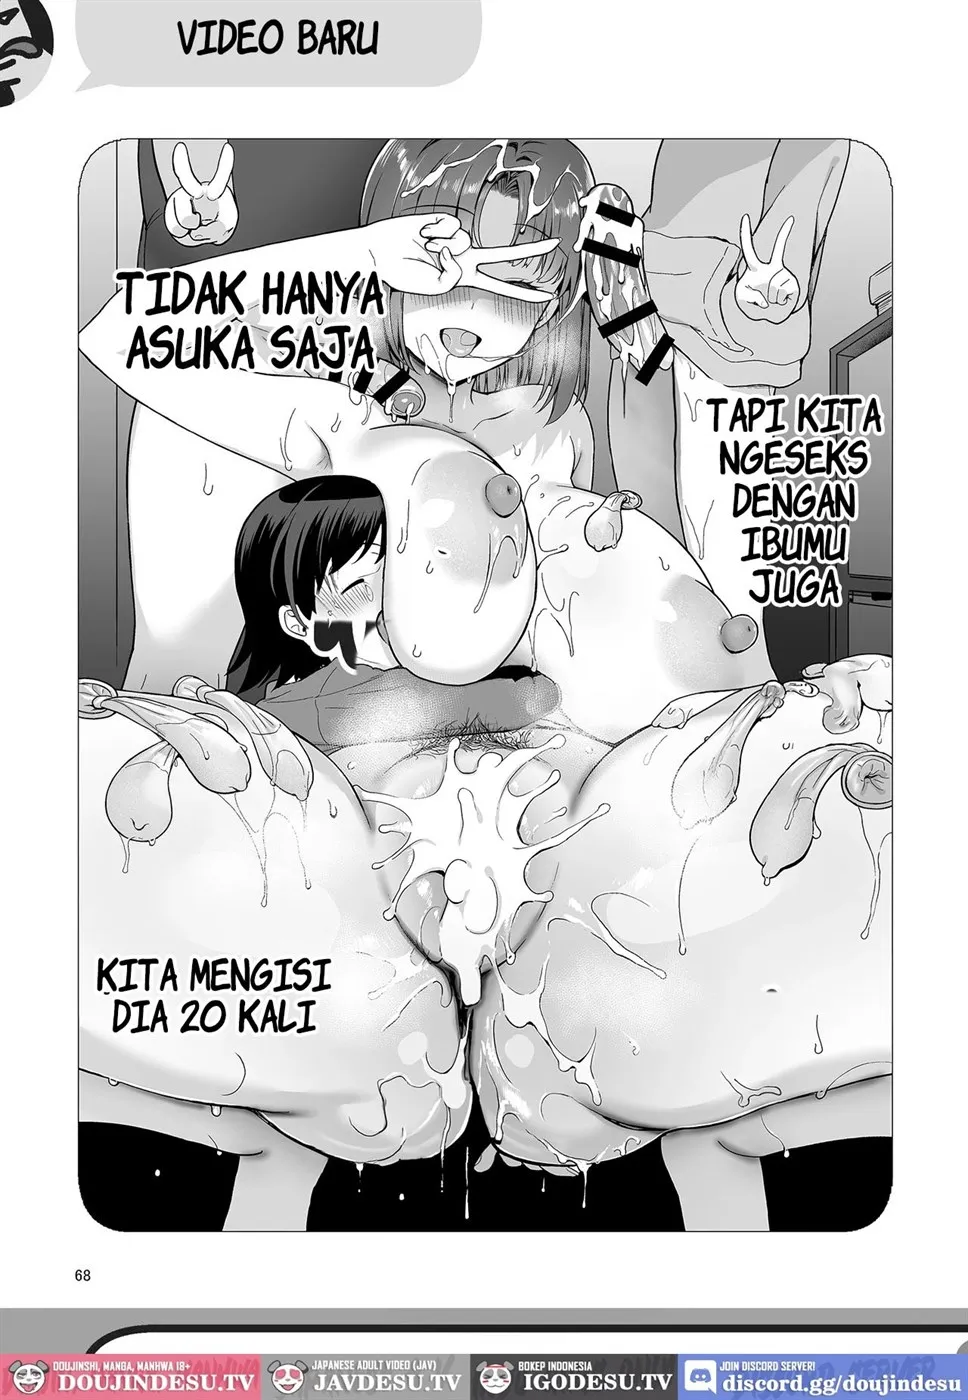 VIDEO BARU
TIDAK HANYA
ASUKA SAJA
TAPI KITA
NGESEKS
DENGAN
IBUMU
JUGA
KITA MENGISI
DIA 20 KALI
68
DOUJINSHI, MANGA, MANHWA 18+
DOUJINDESU.TV
JAPANESE ADULT VIDEO (JAV)
JAVDESU.TV
BOKEP INDONESIA
IGODESU.TV
JOIN DISCORD SERVER!
discord.gg/doujindesu